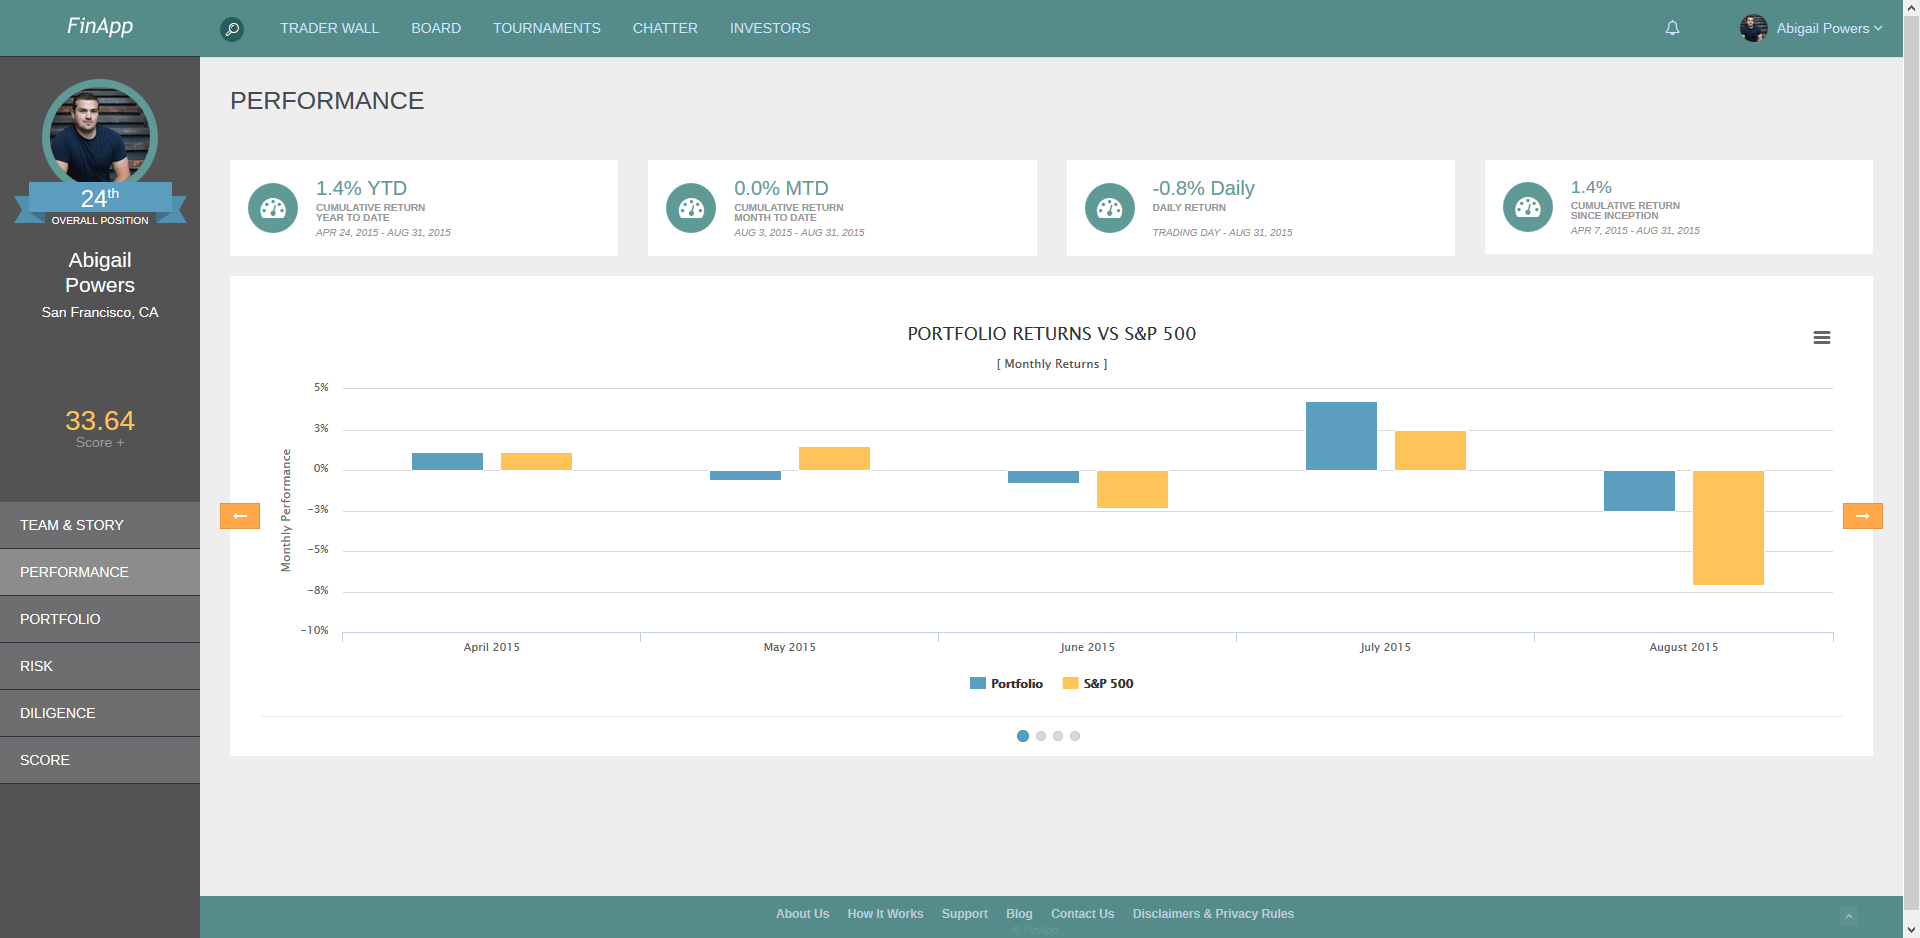 FinApp
TRADER WALL BOARD TOURNAMENTS CHATTER INVESTORS
Abigail Powers
24th
OVERALL POSITION
Abigail
Powers
San Francisco, CA
33.64
Score +
TEAM & STORY
PERFORMANCE
PORTFOLIO
RISK
DILIGENCE
SCORE
PERFORMANCE
1.4% YTD
CUMULATIVE RETURN
YEAR TO DATE
APR 24, 2015 - AUG 31, 2015
0.0% MTD
CUMULATIVE RETURN
MONTH TO DATE
AUG 3, 2015 - AUG 31, 2015
-0.8% Daily
DAILY RETURN
TRADING DAY - AUG 31, 2015
1.4%
CUMULATIVE RETURN
SINCE INCEPTION
APR 7, 2015 - AUG 31, 2015
PORTFOLIO RETURNS VS S&P 500
[ Monthly Returns ]
Monthly Performance
5%
3%
0%
−3%
−5%
−8%
−10%
April 2015 May 2015 June 2015 July 2015 August 2015
Portfolio S&P 500
About Us How It Works Support Blog Contact Us Disclaimers & Privacy Rules
© FinApp